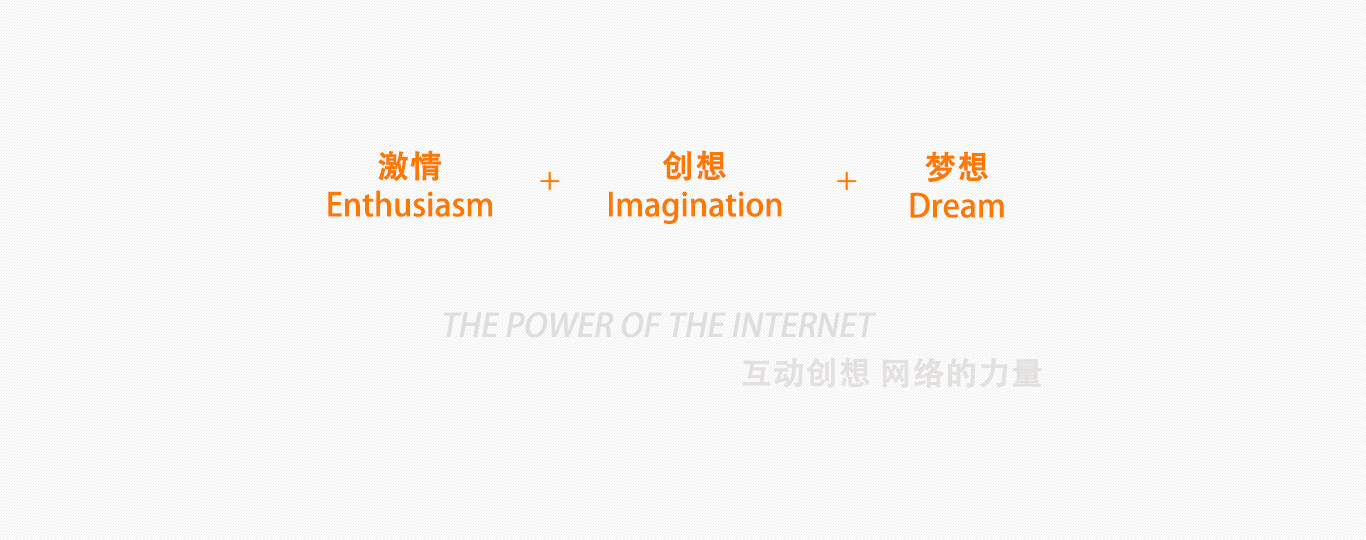 激情 + 创想 + 梦想
Enthusiasm Imagination Dream
THE POWER OF THE INTERNET
互动创想 网络的力量